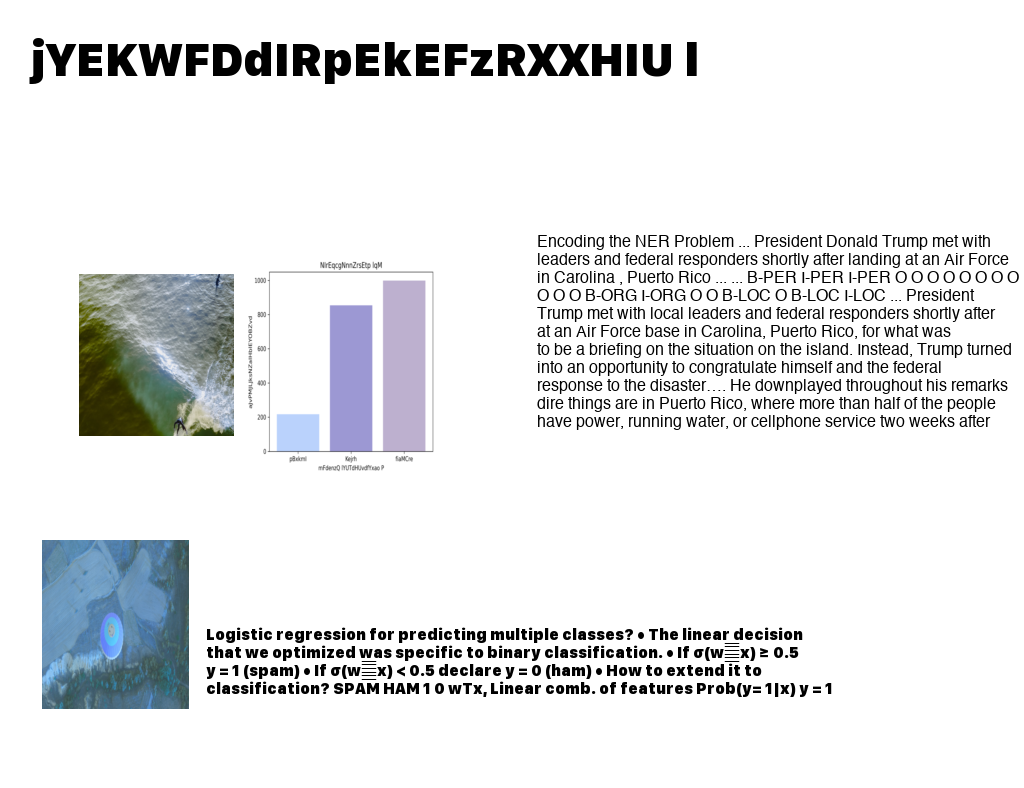 jYEKWFDdIRpEkEFzRXXHIU l
Encoding the NER Problem ... President Donald Trump met with
leaders and federal responders shortly after landing at an Air Force
in Carolina , Puerto Rico ... ... B-PER I-PER I-PER O O O O O O O O
O O O B-ORG I-ORG O O B-LOC O B-LOC I-LOC ... President
Trump met with local leaders and federal responders shortly after
at an Air Force base in Carolina, Puerto Rico, for what was
to be a briefing on the situation on the island. Instead, Trump turned
into an opportunity to congratulate himself and the federal
response to the disaster…. He downplayed throughout his remarks
dire things are in Puerto Rico, where more than half of the people
have power, running water, or cellphone service two weeks after
1000
800
600
400
200
0
Kejrh
fiaMCre
Logistic regression for predicting multiple classes? • The linear decision
that we optimized was specific to binary classification. • If σ(w x) ≥ 0.5
y = 1 (spam) • If σ(w x) < 0.5 declare y = 0 (ham) • How to extend it to
classification? SPAM HAM 1 0 wTx, Linear comb. of features Prob(y= 1|x) y = 1